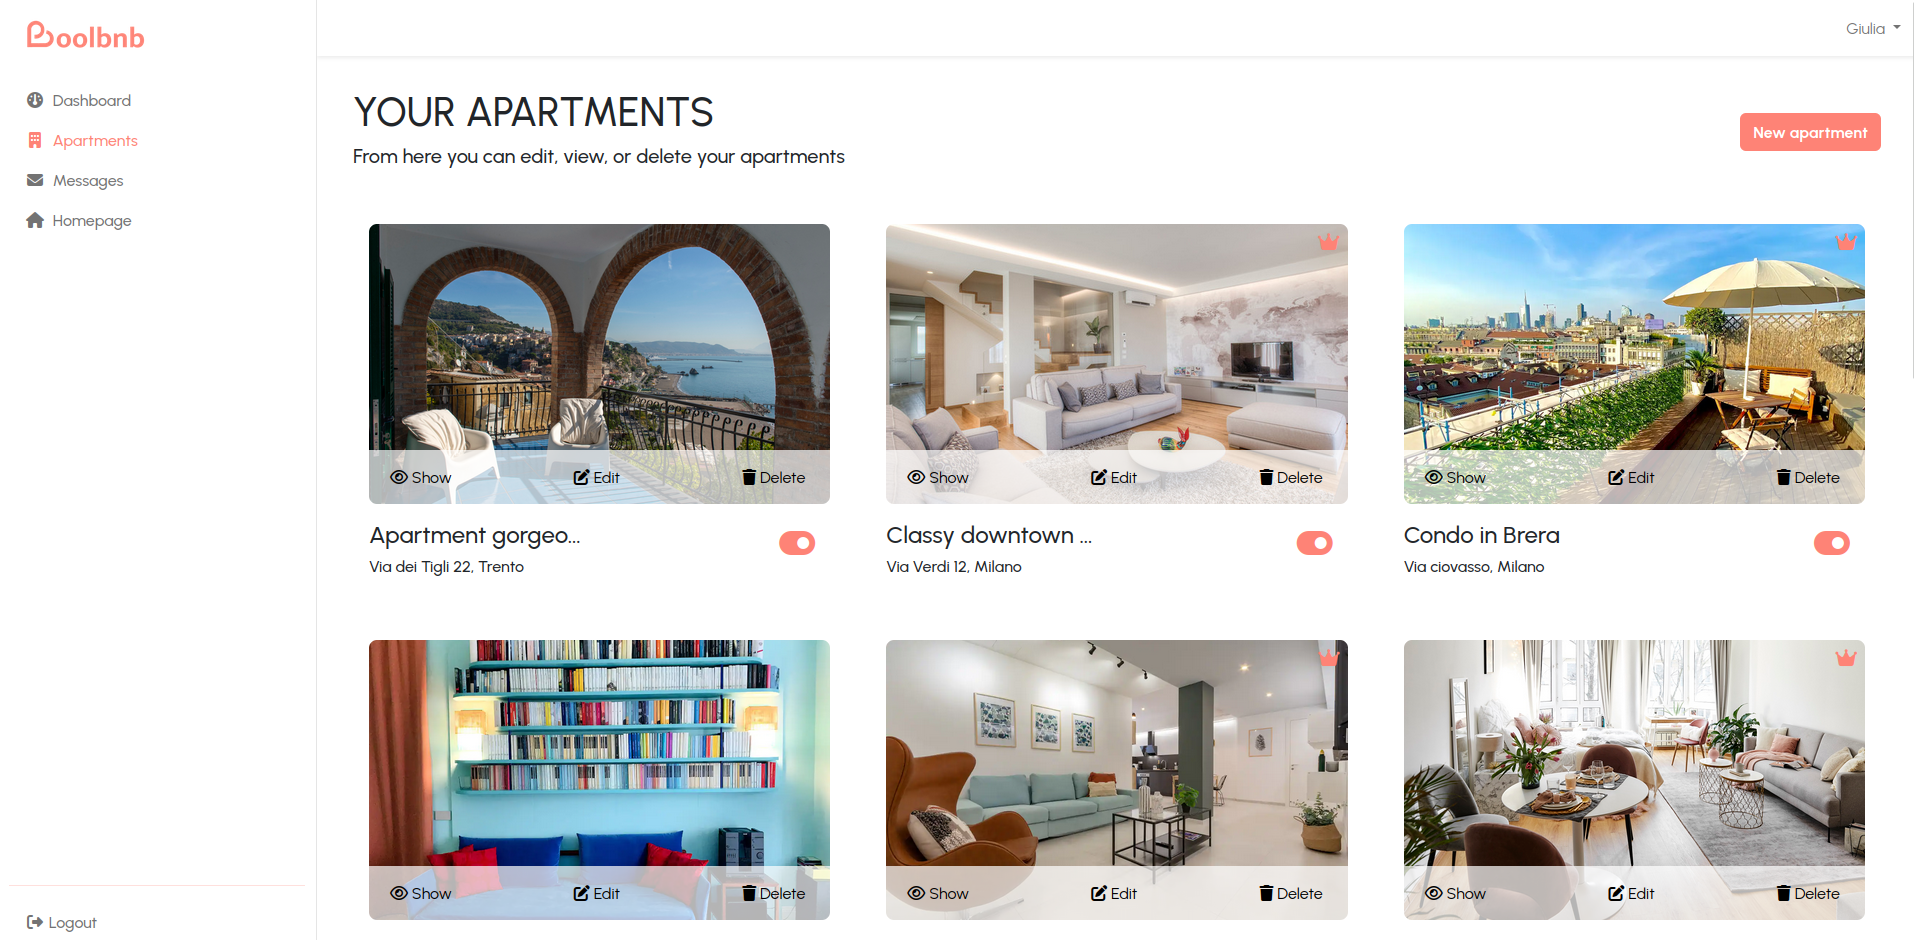 Boolbnb
Giulia
Dashboard
Apartments
Messages
Homepage
YOUR APARTMENTS
From here you can edit, view, or delete your apartments
New apartment
Show Edit Delete
Show Edit Delete
Show Edit Delete
Apartment gorgeo...
Via dei Tigli 22, Trento
Classy downtown ...
Via Verdi 12, Milano
Condo in Brera
Via ciovasso, Milano
Show Edit Delete
Show Edit Delete
Show Edit Delete
Logout